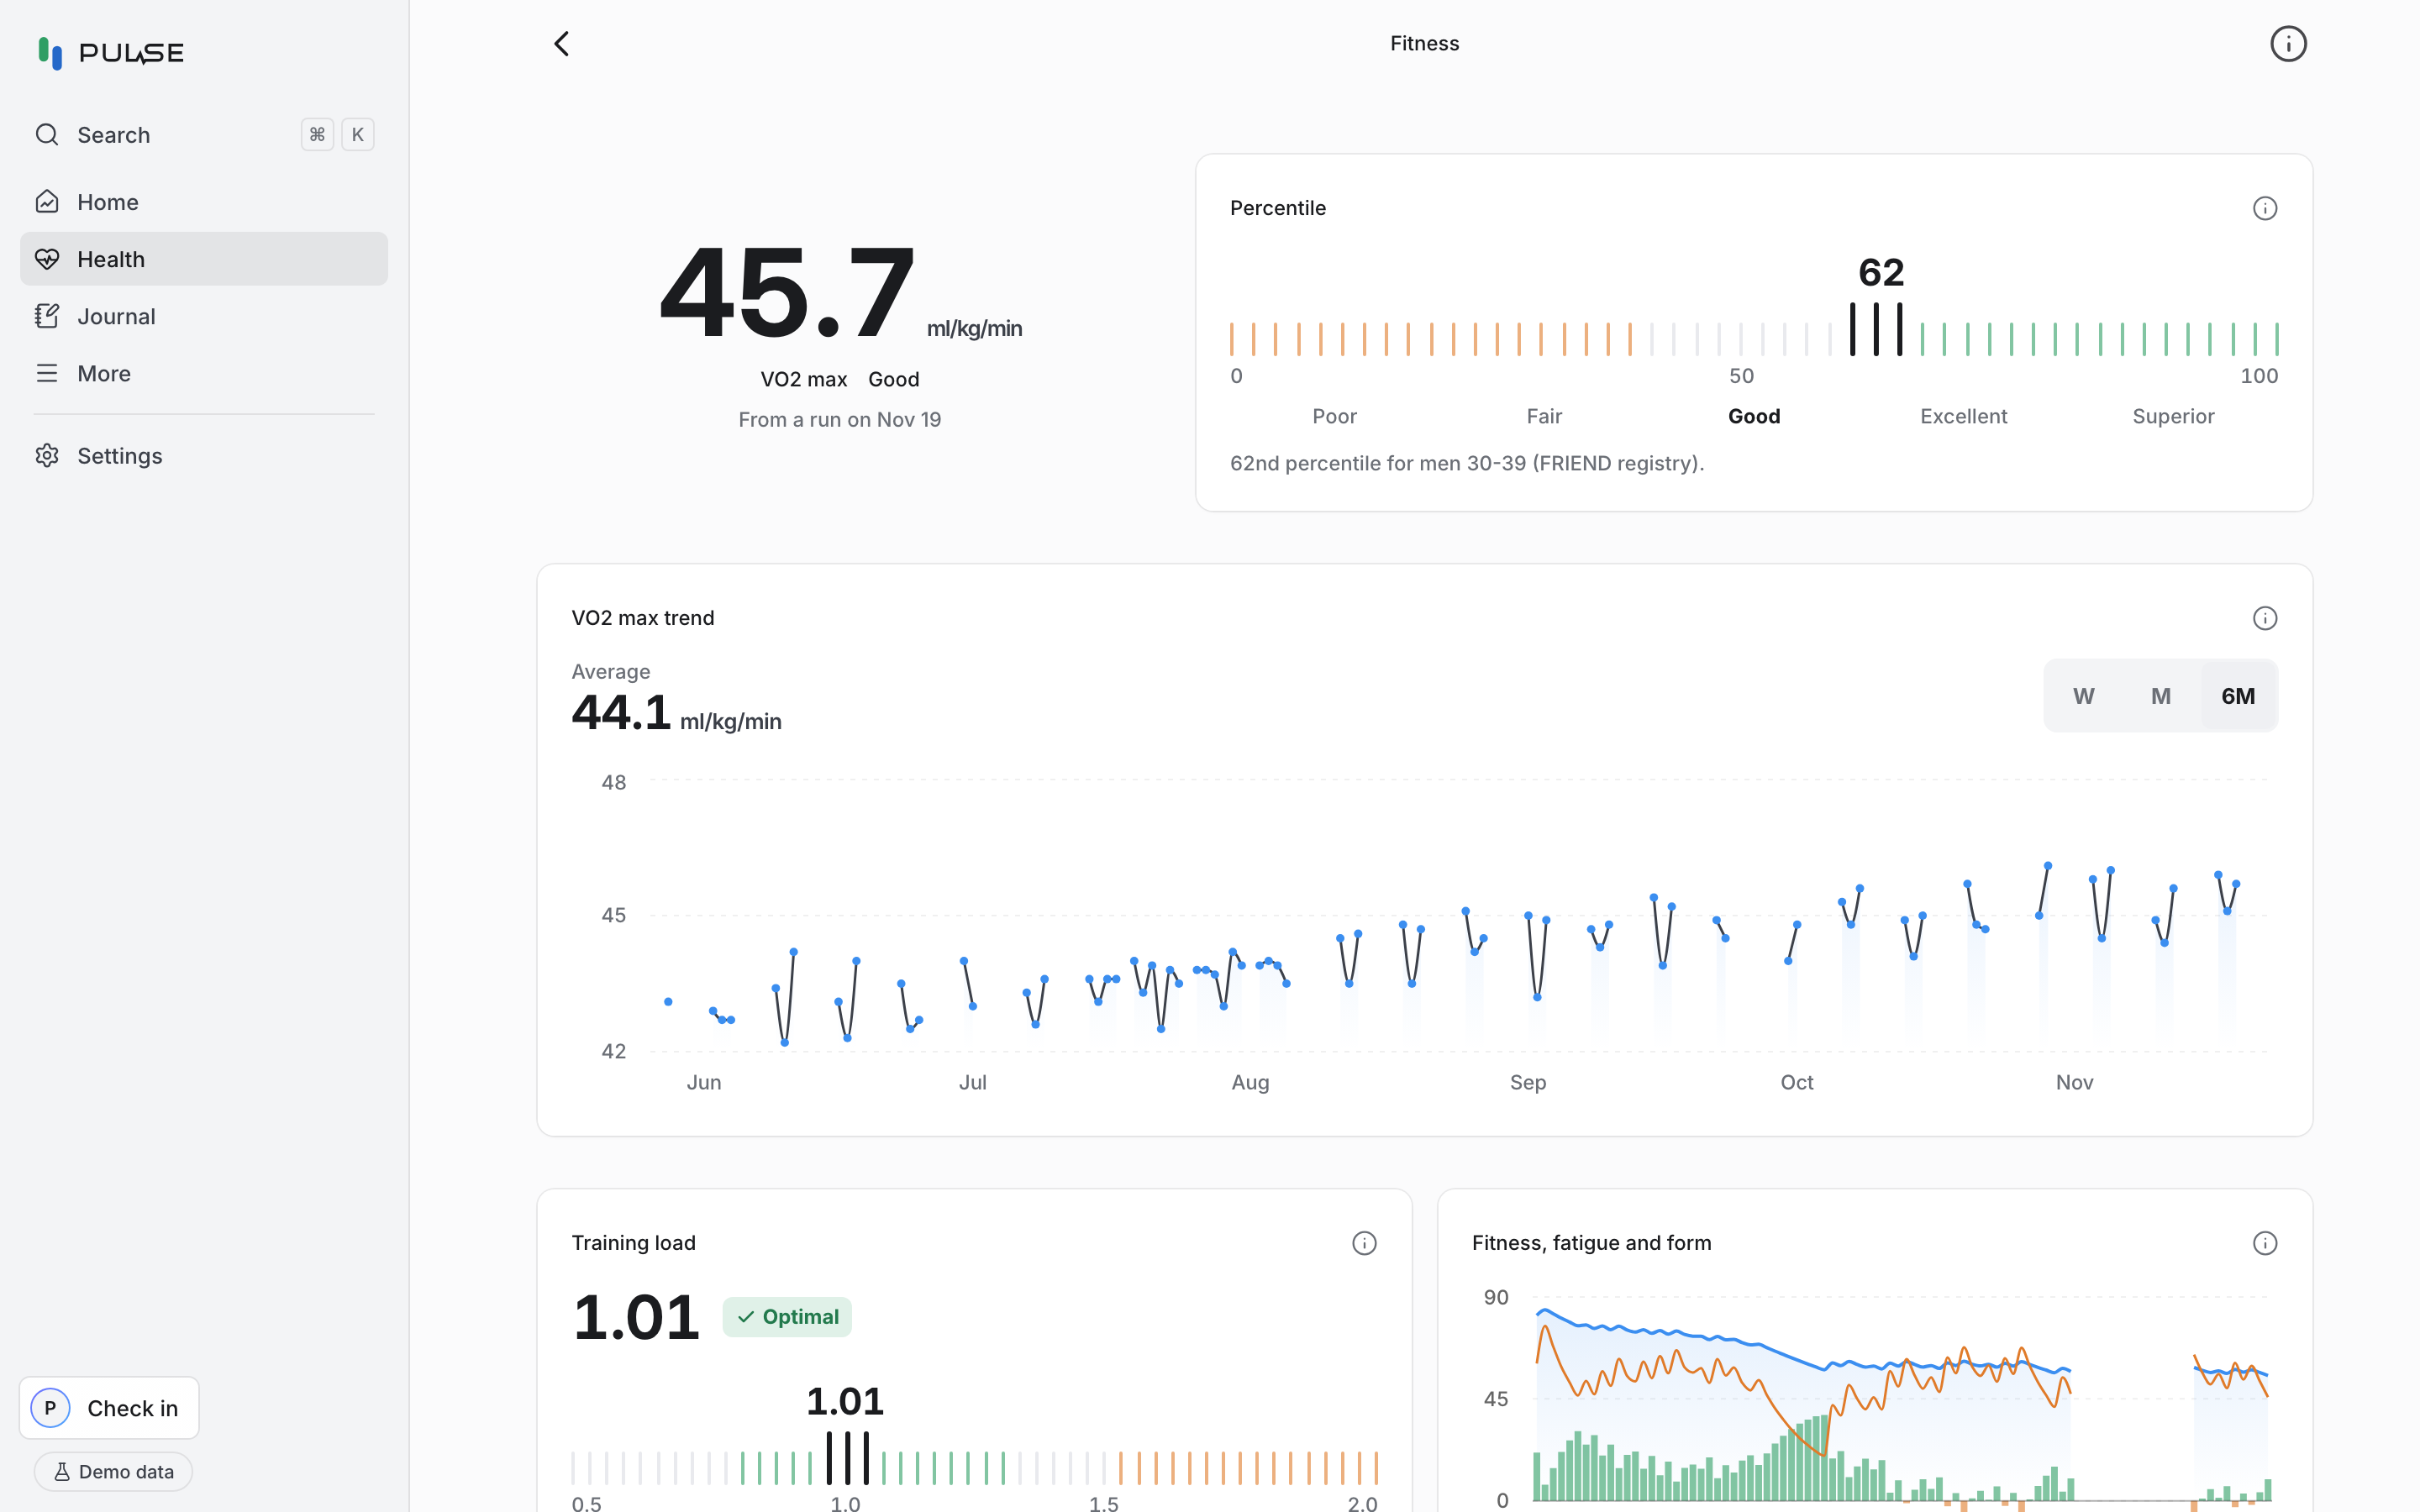 PULSE
Search ⌘ K
Home
Health
Journal
More
Settings
P Check in
Demo data
Fitness
45.7 ml/kg/min
VO2 max Good
From a run on Nov 19
Percentile
62
0 50 100
Poor Fair Good Excellent Superior
62nd percentile for men 30-39 (FRIEND registry).
VO2 max trend
Average
44.1 ml/kg/min
W M 6M
48
45
42
Jun Jul Aug Sep Oct Nov
Training load
1.01 Optimal
1.01
0.5 1.0 1.5 2.0
Fitness, fatigue and form
90
45
0